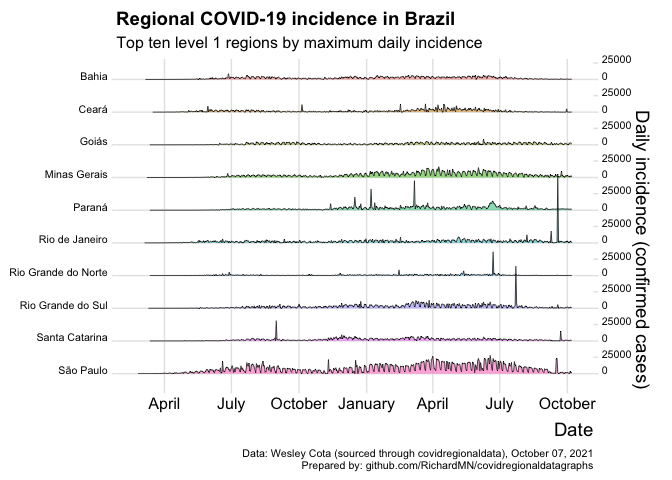 Regional COVID-19 incidence in Brazil
Top ten level 1 regions by maximum daily incidence
25000
Bahia 0
25000
Ceará 0
25000
Goiás 0
25000
Minas Gerais 0
25000
Paraná 0
25000
Rio de Janeiro 0
25000
Rio Grande do Norte 0
25000
Rio Grande do Sul 0
25000
Santa Catarina 0
25000
São Paulo 0
Daily incidence (confirmed cases)
April July October January April July October
Date
Data: Wesley Cota (sourced through covidregionaldata), October 07, 2021
Prepared by: github.com/RichardMN/covidregionaldatagraphs